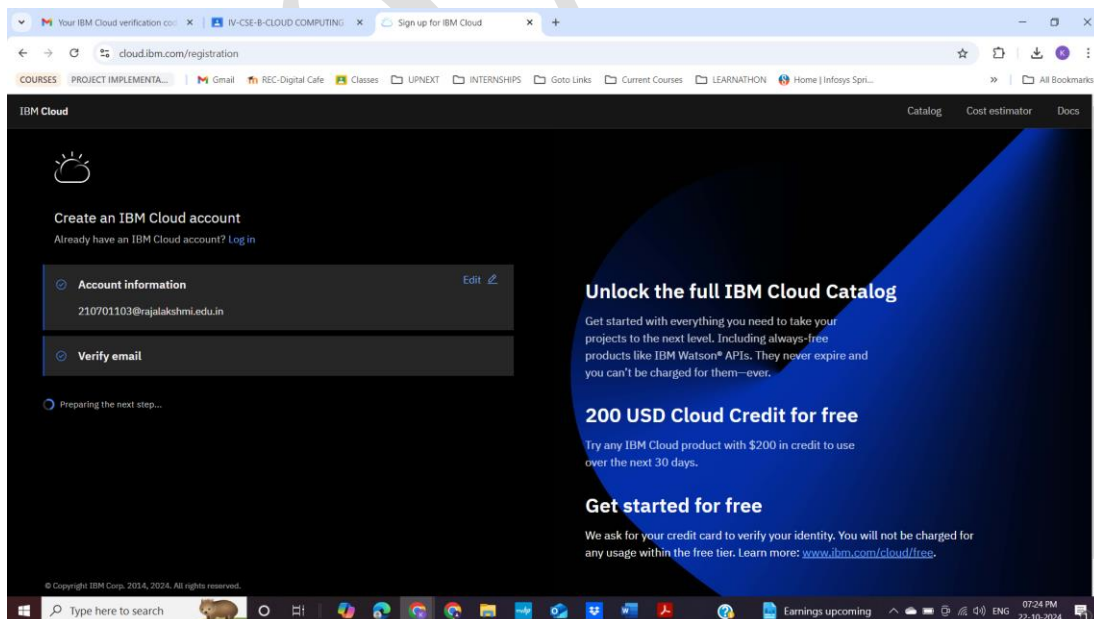 Your IBM Cloud verification co
IV-CSE-B-CLOUD COMPUTING
Sign up for IBM Cloud
cloud.ibm.com/registration
K
COURSES
PROJECT IMPLEMENTA...
Gmail
REC-Digital Cafe
Classes
UPNEXT
INTERNSHIPS
Goto Links
Current Courses
LEARNATHON
Home | Infosys Spri...
All Bookmarks
IBM Cloud
Catalog
Cost estimator
Docs
Create an IBM Cloud account
Already have an IBM Cloud account? Log in
Account information
Edit
210701103@rajalakshmi.edu.in
Verify email
Preparing the next step...
Unlock the full IBM Cloud Catalog
Get started with everything you need to take your
projects to the next level. Including always-free
products like IBM Watson® APIs. They never expire and
you can't be charged for them—ever.
200 USD Cloud Credit for free
Try any IBM Cloud product with $200 in credit to use
over the next 30 days.
Get started for free
We ask for your credit card to verify your identity. You will not be charged for
any usage within the free tier. Learn more: www.ibm.com/cloud/free.
© Copyright IBM Corp. 2014, 2024. All rights reserved.
Type here to search
Earnings upcoming
ENG
07:24 PM
22-10-2024